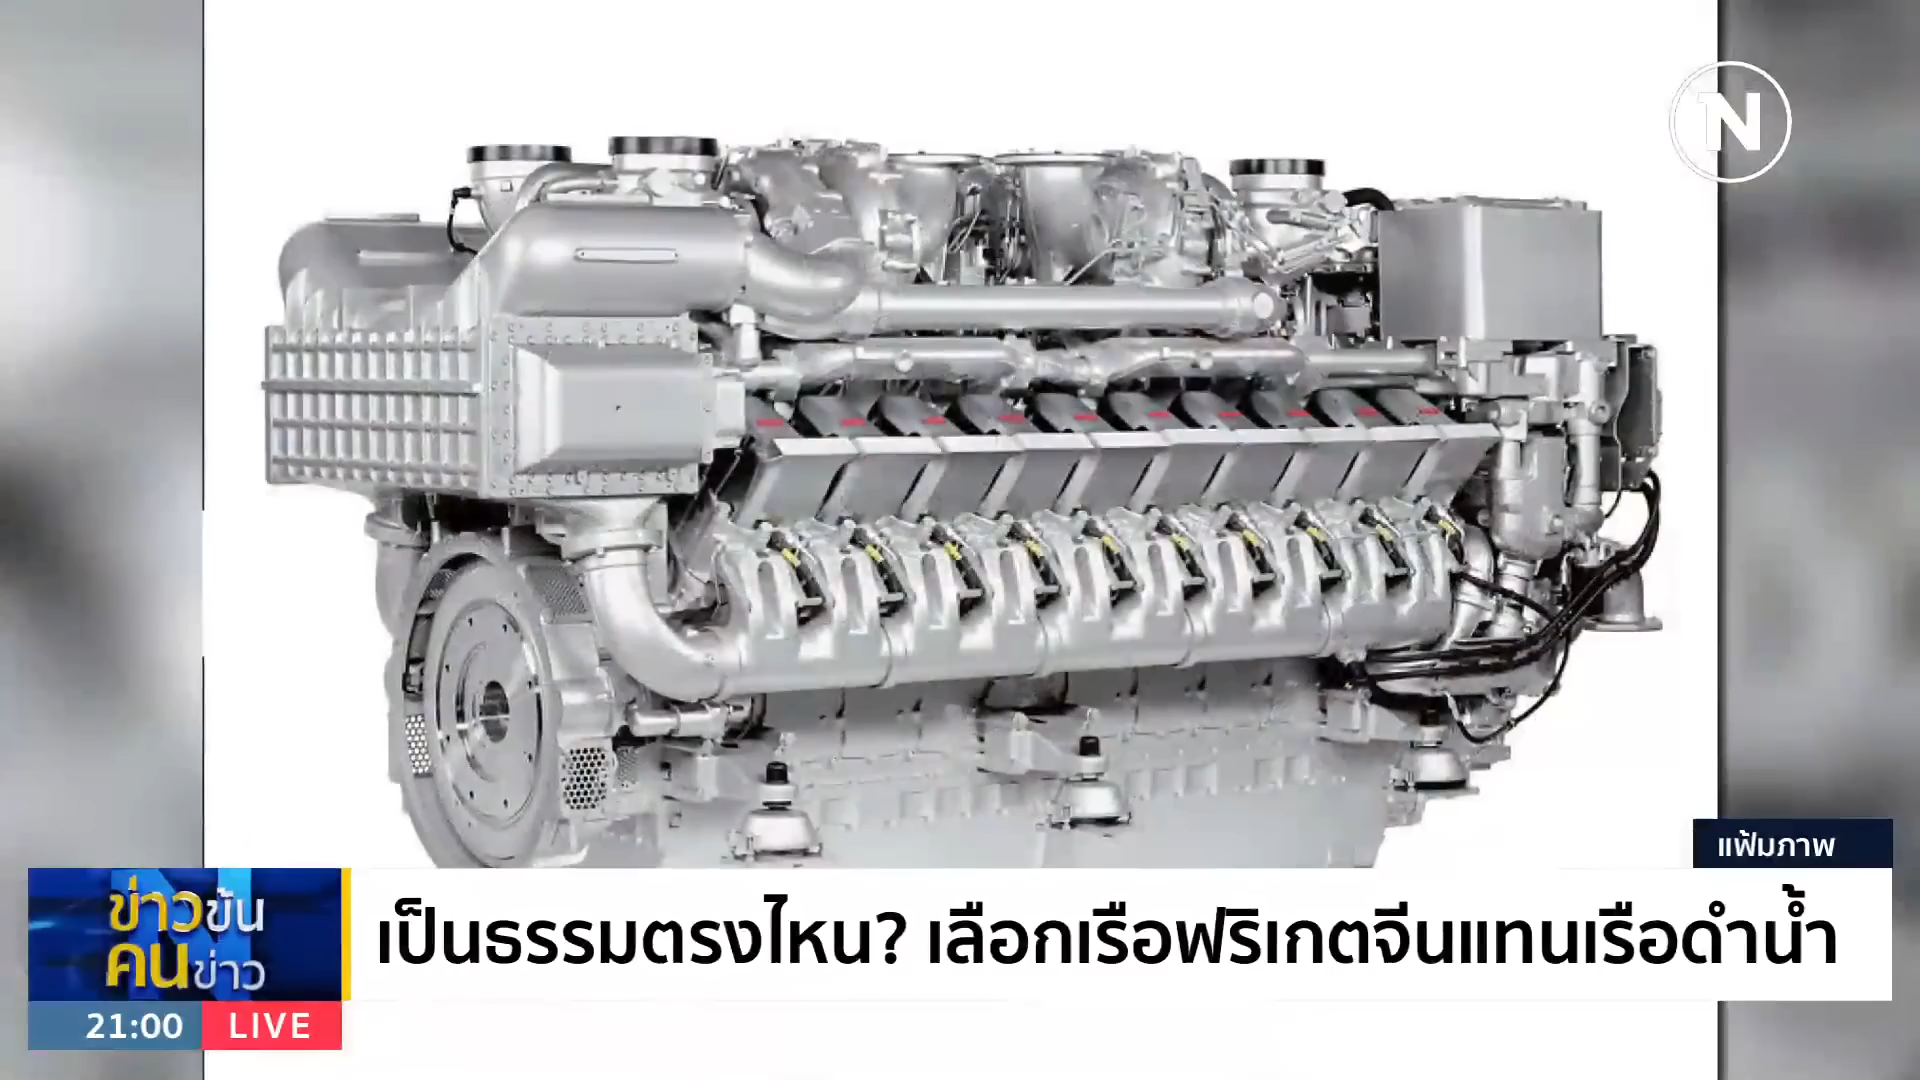 N
แฟ้มภาพ
ข่าวข้น
คนข่าว
เป็นธรรมตรงไหน? เลือกเรือฟริเกตจีนแทนเรือดำน้ำ
21:00 LIVE